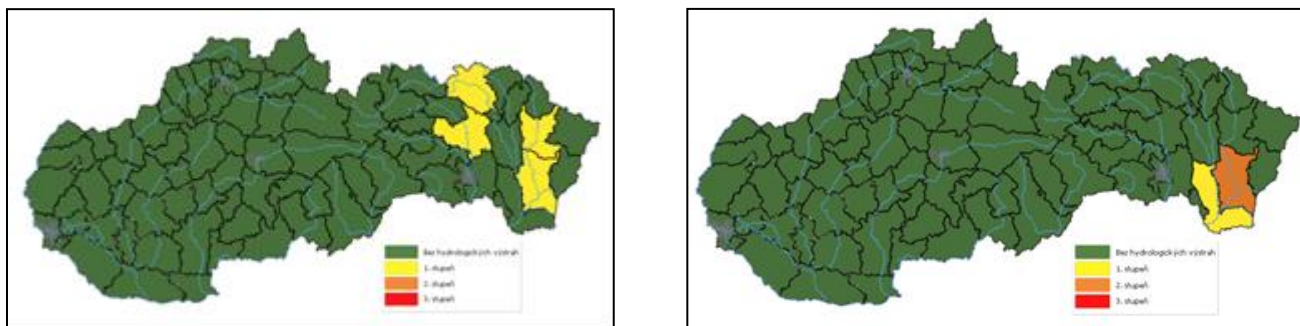 Bez hydrologických výstrah
1. stupeň
2. stupeň
3. stupeň
Bez hydrologických výstrah
1. stupeň
2. stupeň
3. stupeň